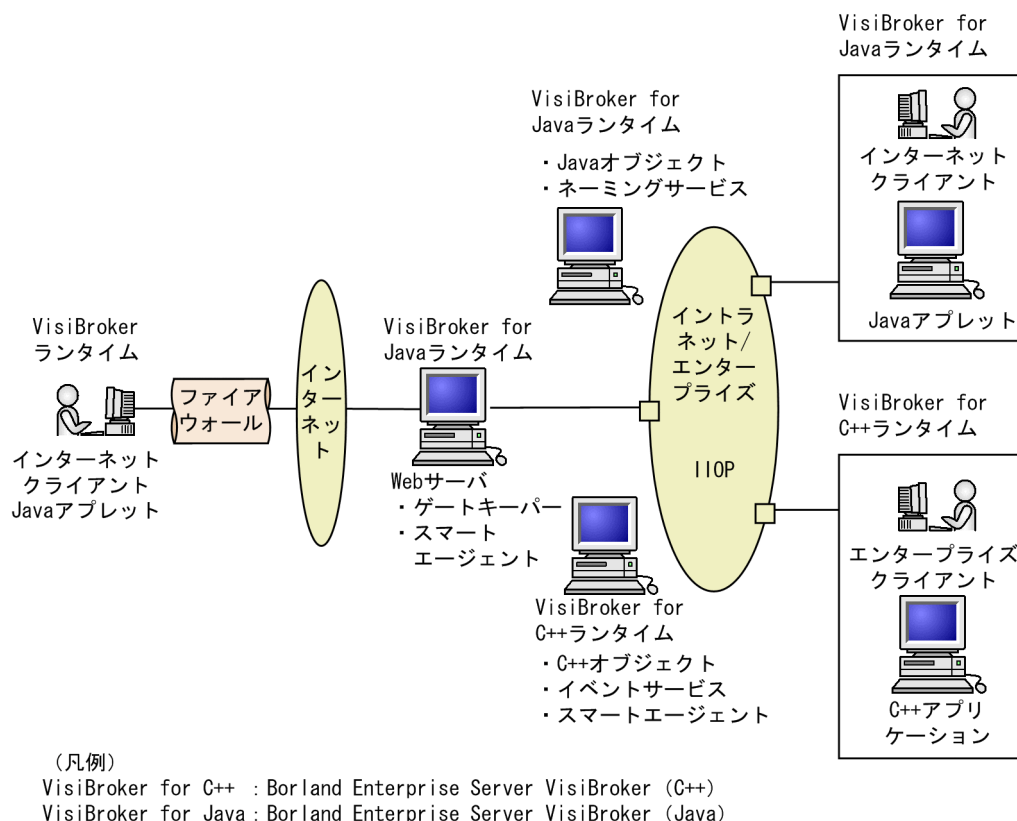 VisiBroker for
Javaランタイム
インターネット
クライアント
Javaアプレット
VisiBroker for
Javaランタイム
・Javaオブジェクト
・ネーミングサービス
イントラ
ネット/
エンター
プライズ
IIOP
VisiBroker
ランタイム
インターネット
クライアント
Javaアプレット
ファイア
ウォール
イン
ター
ネッ
ト
VisiBroker for
Javaランタイム
Webサーバ
・ゲートキーパー
・スマート
エージェント
VisiBroker for
C++ランタイム
・C++オブジェクト
・イベントサービス
・スマートエージェント
VisiBroker for
C++ランタイム
エンタープライズ
クライアント
C++アプリ
ケーション
（凡例）
VisiBroker for C++ : Borland Enterprise Server VisiBroker (C++)
VisiBroker for Java : Borland Enterprise Server VisiBroker (Java)